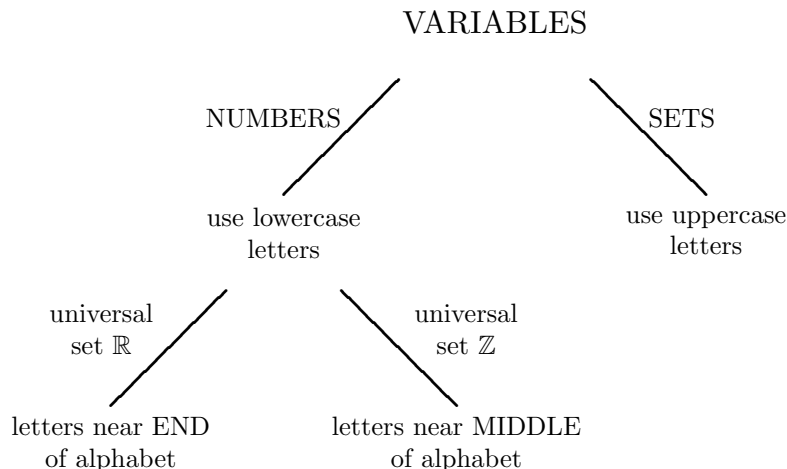 VARIABLES
NUMBERS
SETS
use lowercase
letters
use uppercase
letters
universal
set ℝ
universal
set ℤ
letters near END
of alphabet
letters near MIDDLE
of alphabet